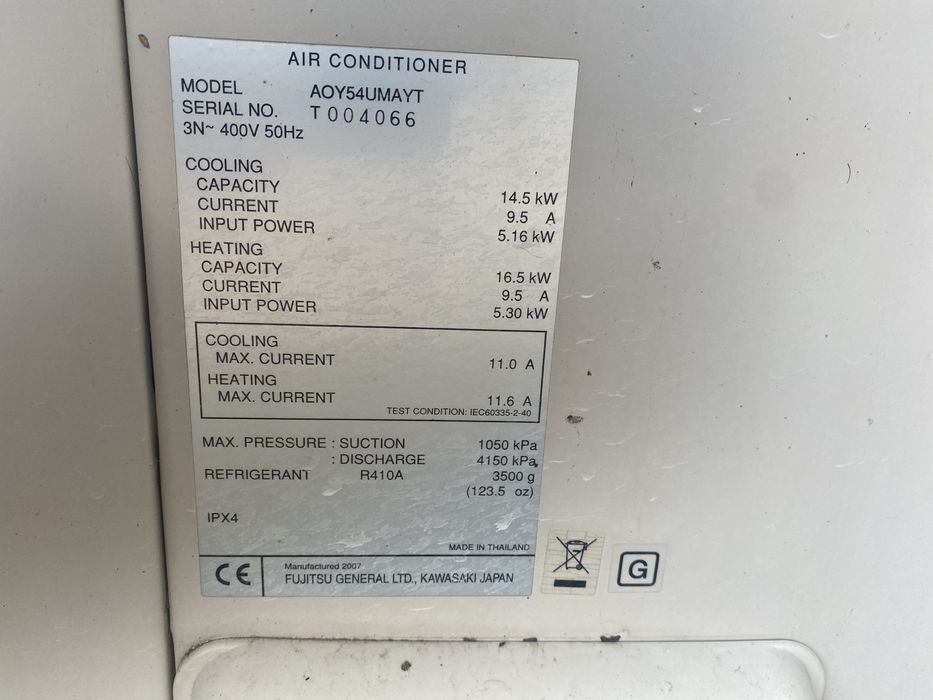 AIR CONDITIONER
MODEL AOY54UMAYT
SERIAL NO. T004066
3N~ 400V 50Hz
COOLING
CAPACITY 14.5 kW
CURRENT 9.5 A
INPUT POWER 5.16 kW
HEATING
CAPACITY 16.5 kW
CURRENT 9.5 A
INPUT POWER 5.30 kW
COOLING
MAX. CURRENT 11.0 A
HEATING
MAX. CURRENT 11.6 A
TEST CONDITION: IEC60335-2-40
MAX. PRESSURE : SUCTION 1050 kPa
: DISCHARGE 4150 kPa
REFRIGERANT R410A 3500 g
(123.5 oz)
IPX4
MADE IN THAILAND
CE
Manufactured 2007
FUJITSU GENERAL LTD., KAWASAKI JAPAN
G